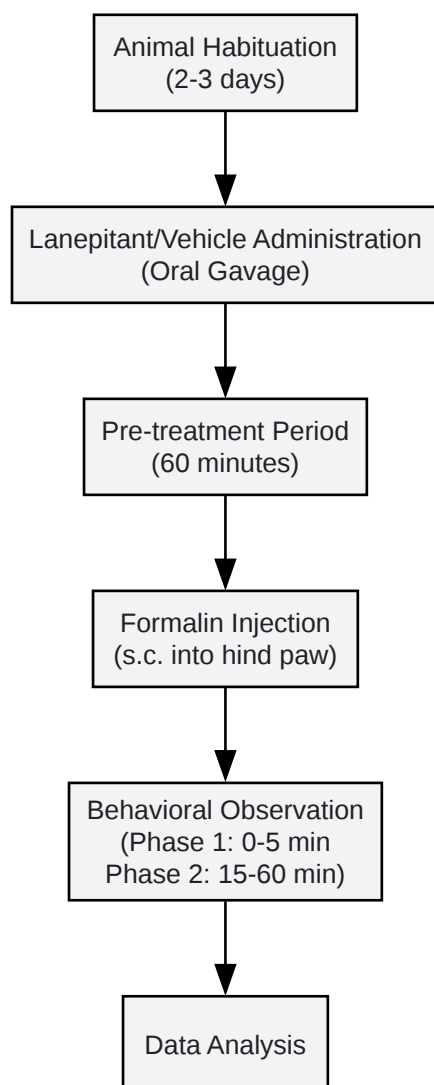 Animal Habituation
(2-3 days)
Lanepitant/Vehicle Administration
(Oral Gavage)
Pre-treatment Period
(60 minutes)
Formalin Injection
(s.c. into hind paw)
Behavioral Observation
(Phase 1: 0-5 min
Phase 2: 15-60 min)
Data Analysis